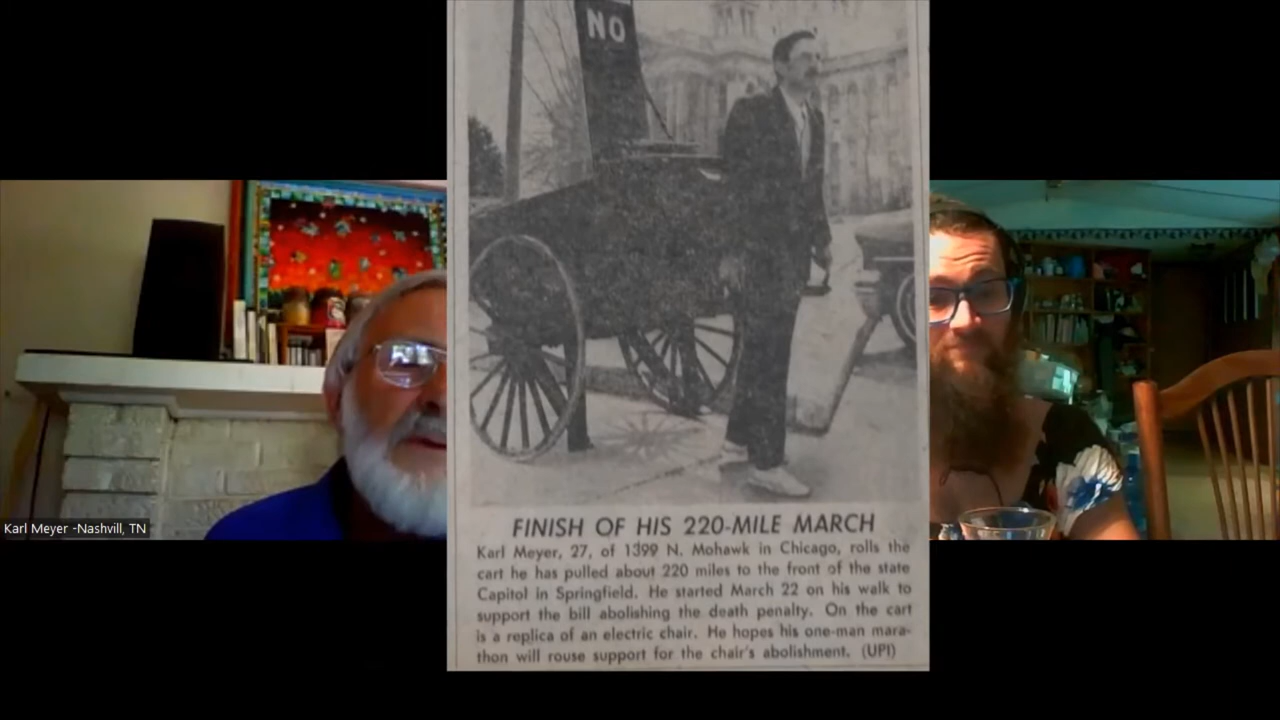 NO
Karl Meyer -Nashvill, TN
FINISH OF HIS 220-MILE MARCH
Karl Meyer, 27, of 1399 N. Mohawk in Chicago, rolls the
cart he has pulled about 220 miles to the front of the state
Capitol in Springfield. He started March 22 on his walk to
support the bill abolishing the death penalty. On the cart
is a replica of an electric chair. He hopes his one-man mara-
thon will rouse support for the chair's abolishment. (UPI)